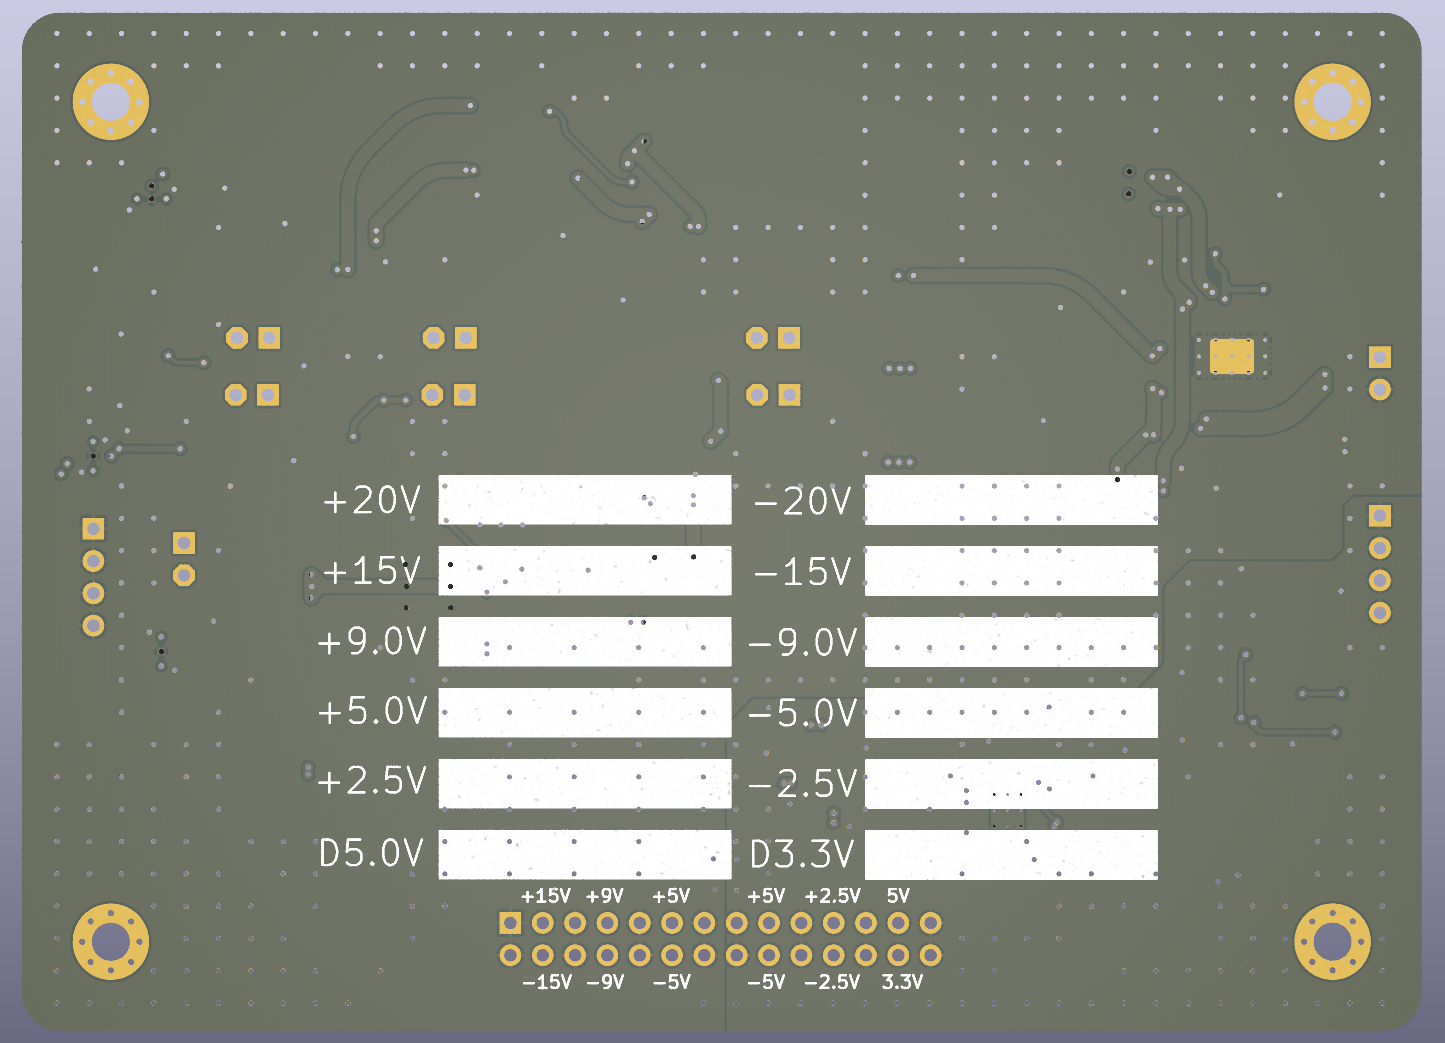 +20V -20V
+15V -15V
+9.0V -9.0V
+5.0V -5.0V
+2.5V -2.5V
D5.0V D3.3V
+15V +9V +5V +5V +2.5V 5V
-15V -9V -5V -5V -2.5V 3.3V